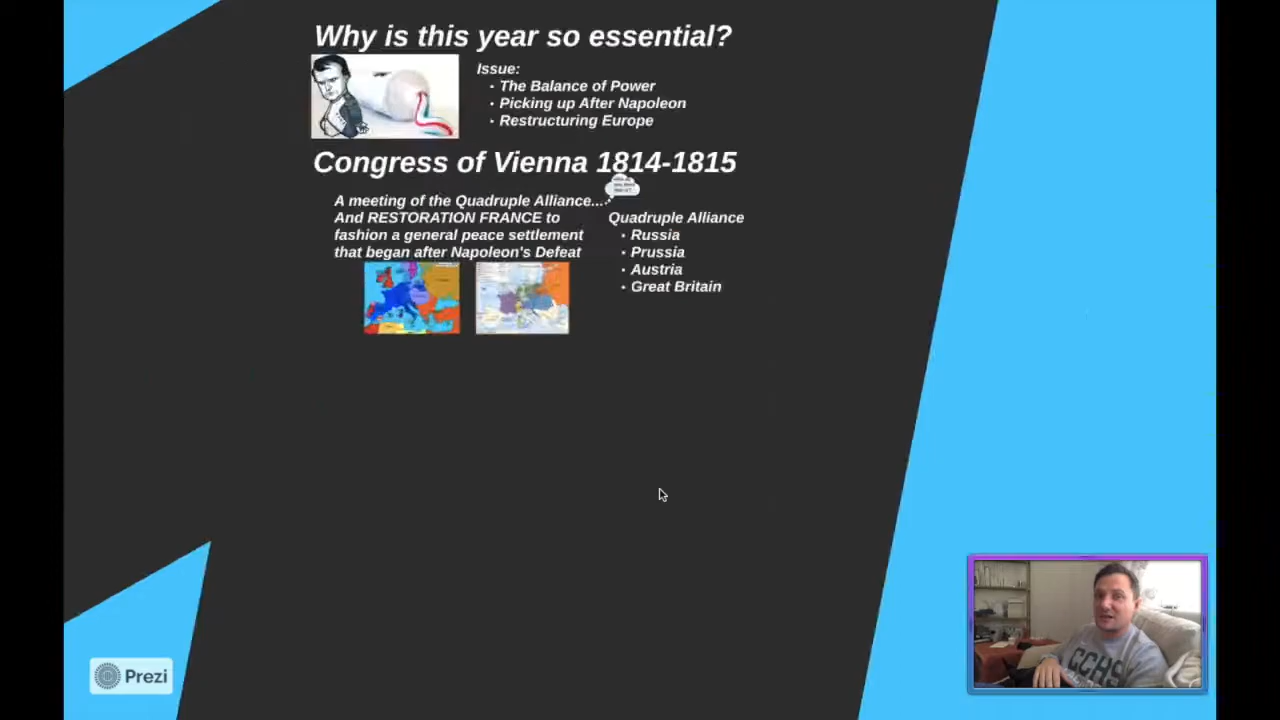 Why is this year so essential?
Issue:
• The Balance of Power
• Picking up After Napoleon
• Restructuring Europe
Congress of Vienna 1814-1815
A meeting of the Quadruple Alliance...
And RESTORATION FRANCE to
fashion a general peace settlement
that began after Napoleon's Defeat
Quadruple Alliance
• Russia
• Prussia
• Austria
• Great Britain
Prezi
CCHS